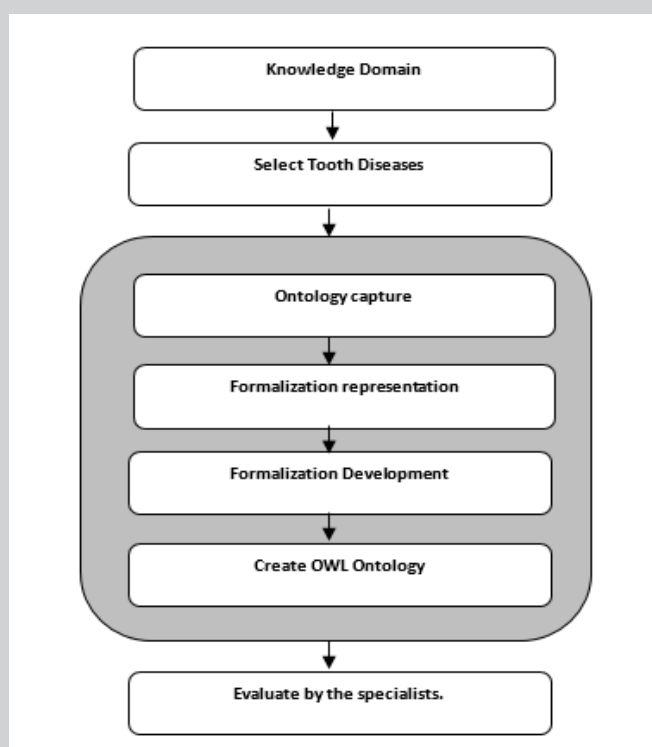 Knowledge Domain
Select Tooth Diseases
Ontology capture
Formalization representation
Formalization Development
Create OWL Ontology
Evaluate by the specialists.